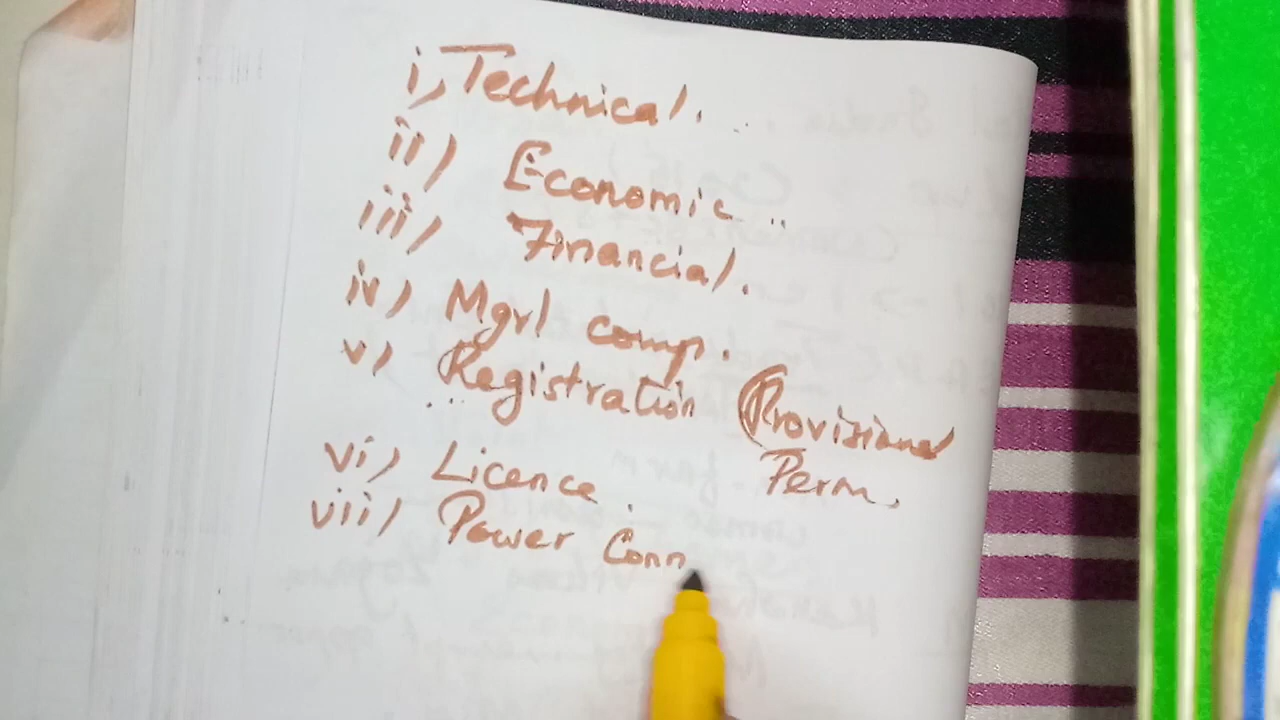 i) Technical.
ii) Economic ..
iii) Financial.
iv) Mgrl comp.
v) Registration (Provisional
Perm.
vi) Licence.
vii) Power Conn